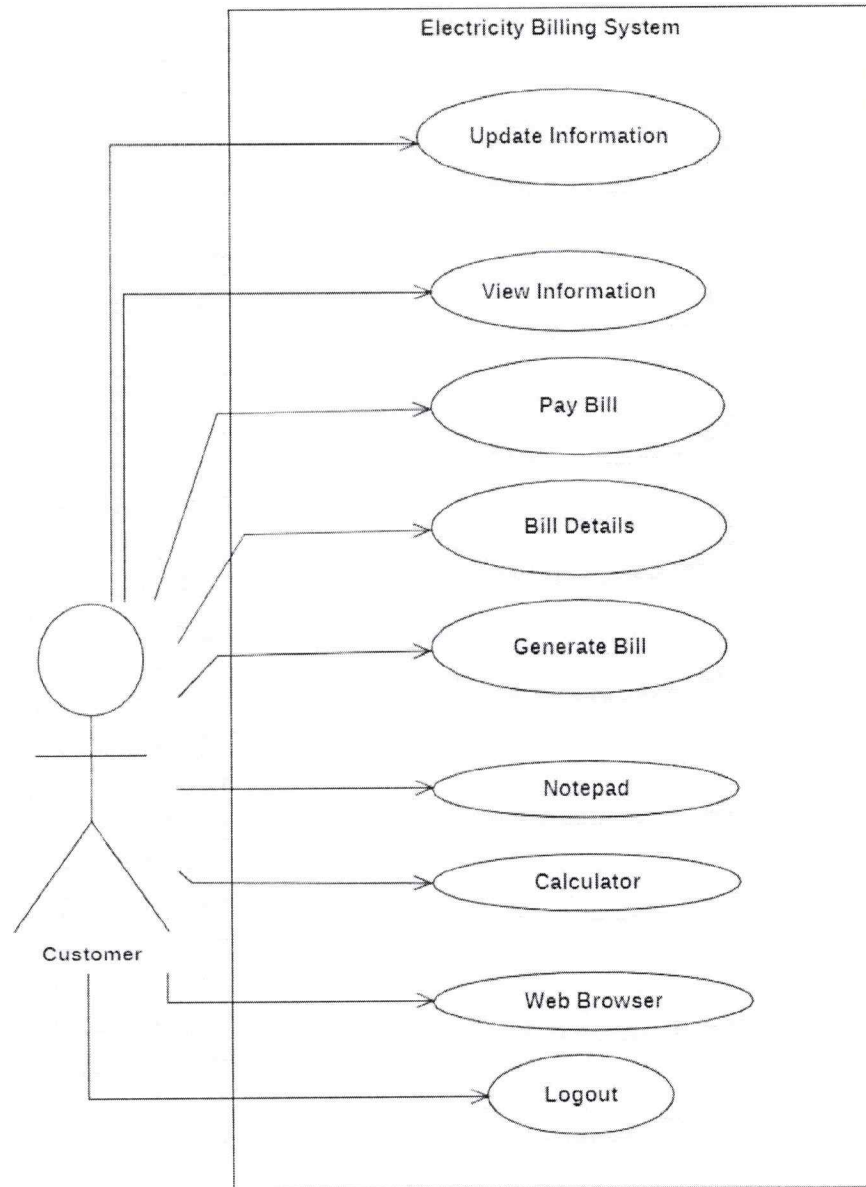 Electricity Billing System
Update Information
View Information
Pay Bill
Bill Details
Generate Bill
Notepad
Calculator
Customer
Web Browser
Logout